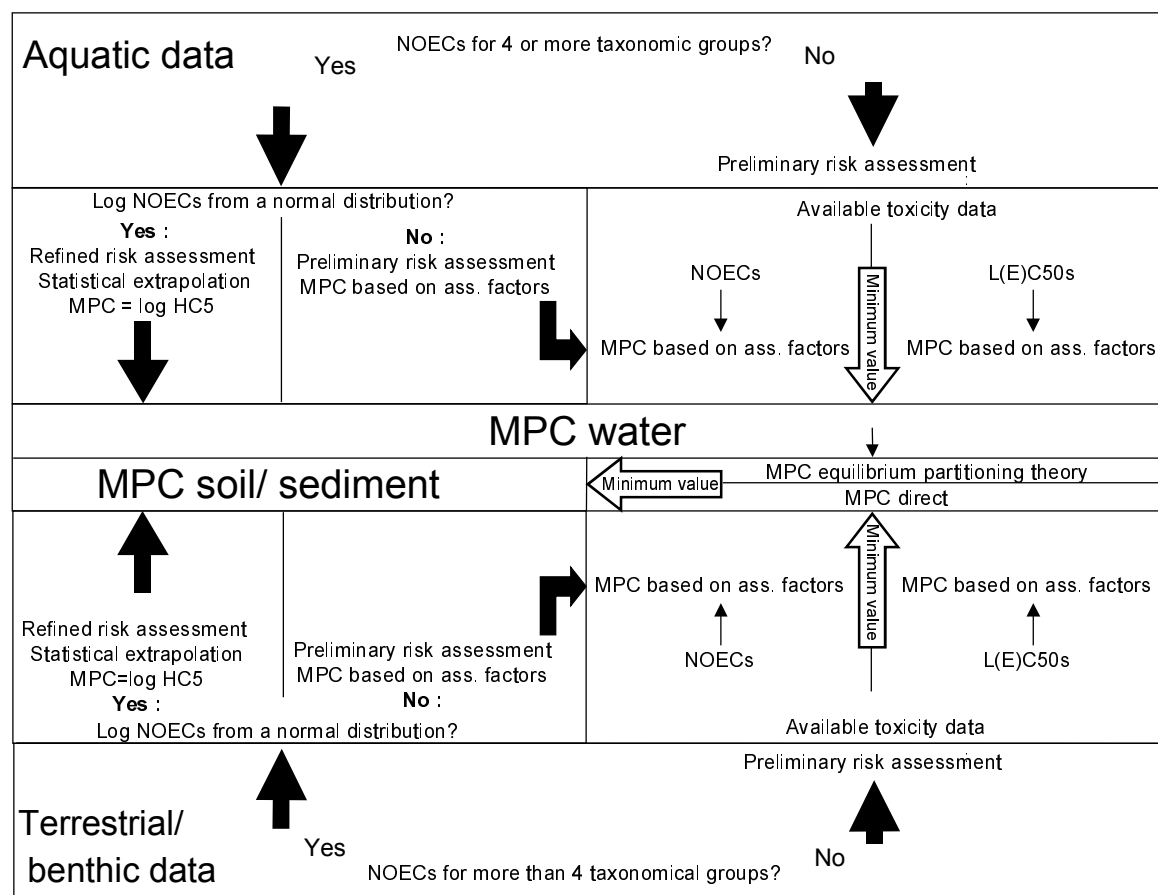 Aquatic data
NOECs for 4 or more taxonomic groups?
Yes
No
Preliminary risk assessment
Log NOECs from a normal distribution?
Yes :
Refined risk assessment
Statistical extrapolation
MPC = log HC5
No :
Preliminary risk assessment
MPC based on ass. factors
Available toxicity data
NOECs
L(E)C50s
MPC based on ass. factors
Minimum value
MPC based on ass. factors
MPC water
MPC soil/ sediment
Minimum value
MPC equilibrium partitioning theory
MPC direct
Refined risk assessment
Statistical extrapolation
MPC=log HC5
Yes :
Preliminary risk assessment
MPC based on ass. factors
No :
Log NOECs from a normal distribution?
MPC based on ass. factors
Minimum value
MPC based on ass. factors
NOECs
L(E)C50s
Available toxicity data
Preliminary risk assessment
Terrestrial/
benthic data
Yes
No
NOECs for more than 4 taxonomical groups?